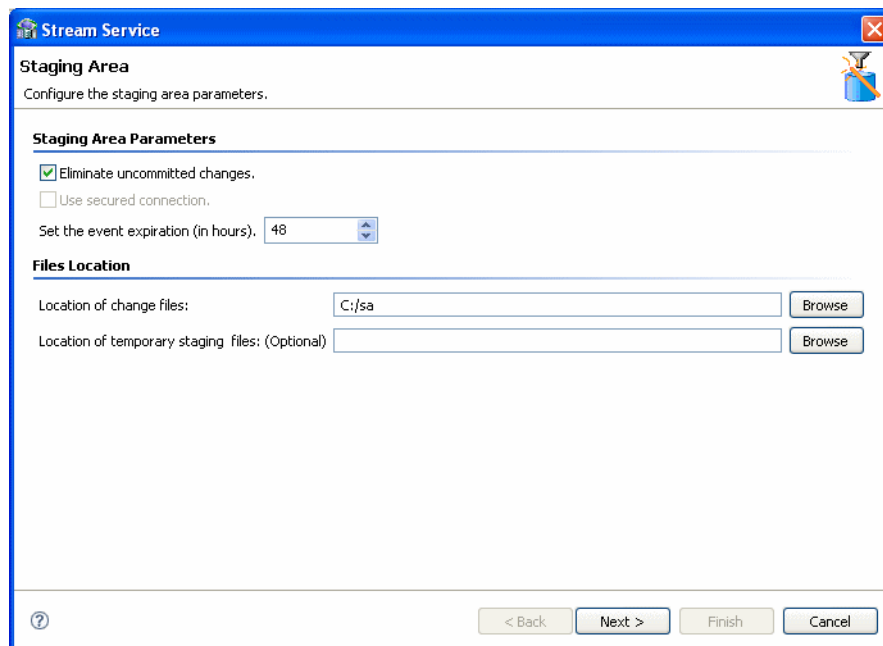 Stream Service
Staging Area
Configure the staging area parameters.
Staging Area Parameters
Eliminate uncommitted changes.
Use secured connection.
Set the event expiration (in hours). 48
Files Location
Location of change files: C:/sa Browse
Location of temporary staging files: (Optional) Browse
? < Back Next > Finish Cancel